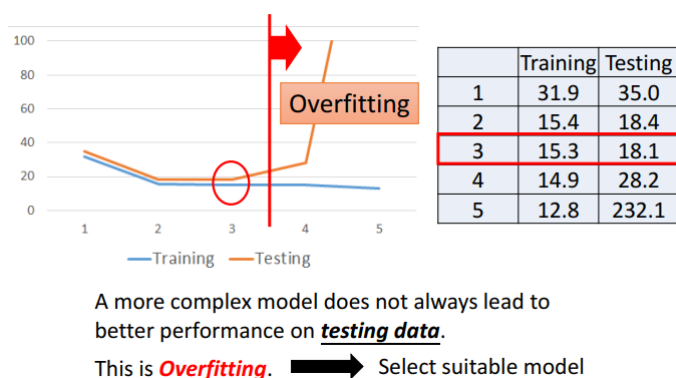 100
80
60
40
20
0
1 2 3 4 5
Training Testing
Overfitting
Training Testing
1 31.9 35.0
2 15.4 18.4
3 15.3 18.1
4 14.9 28.2
5 12.8 232.1
A more complex model does not always lead to
better performance on testing data.
This is Overfitting. Select suitable model